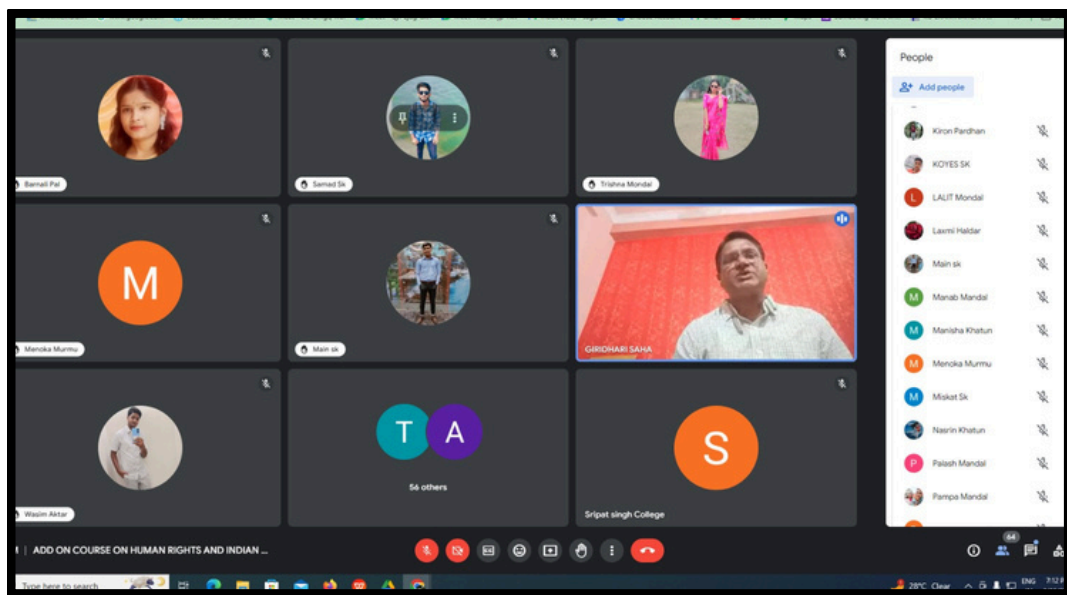 People
Add people
Barnali Pal
Samad Sk
Trishna Mondal
Kiron Pardhan
KOYES SK
L LALIT Mondal
Laxmi Haldar
Main sk
M Manab Mandal
M Manisha Khatun
M Menoka Murmu
M Miskat Sk
Nasrin Khatun
P Palash Mandal
Pampa Mandal
M
Menoka Murmu
Main sk
GIRIDHARI SAHA
Wasim Aktar
T A
56 others
S
Sripat singh College
ADD ON COURSE ON HUMAN RIGHTS AND INDIAN ...
64
Type here to search
28°C Clear
ENG
7:12 P